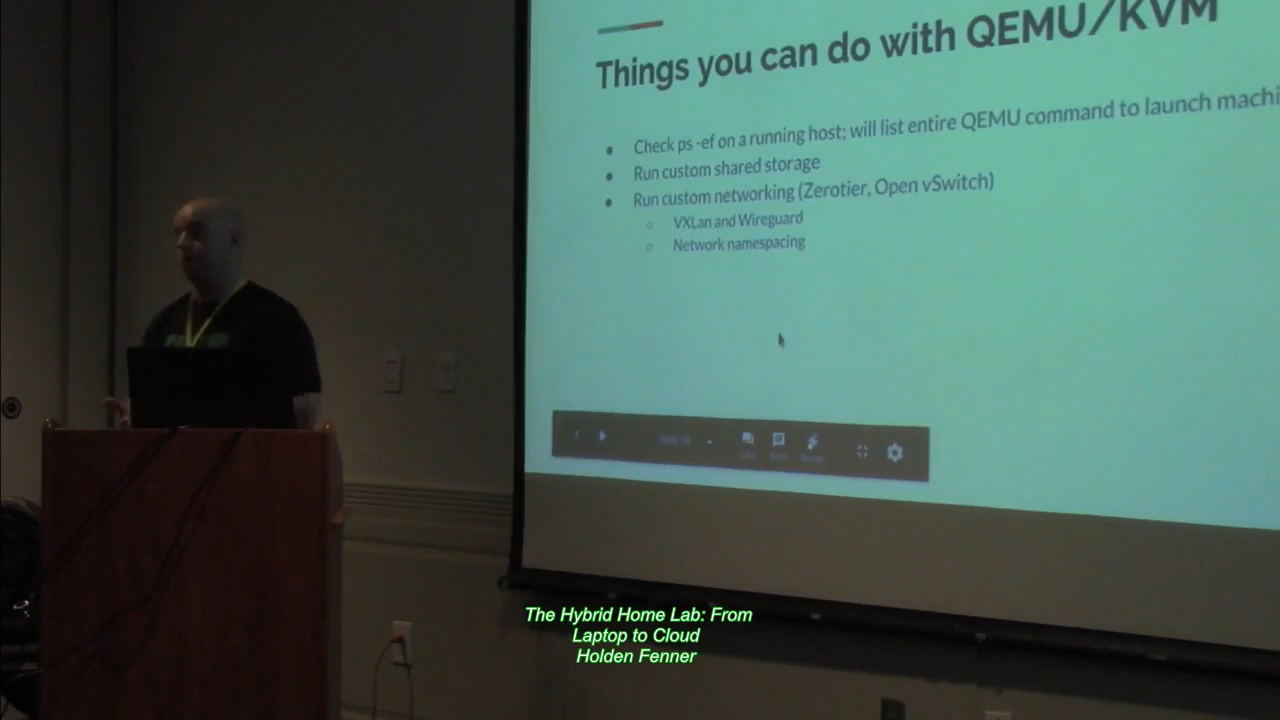 Things you can do with QEMU/KVM
Check ps -ef on a running host; will list entire QEMU command to launch machi
Run custom shared storage
Run custom networking (Zerotier, Open vSwitch)
VXLan and Wireguard
Network namespacing
The Hybrid Home Lab: From
Laptop to Cloud
Holden Fenner